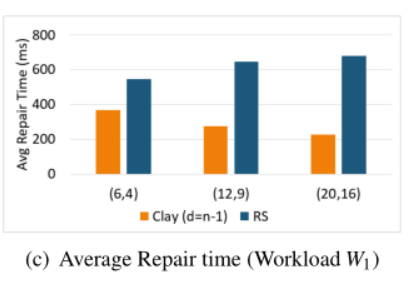 800
600
400
200
0
Avg Repair Time (ms)
(6,4) (12,9) (20,16)
Clay (d=n-1) RS
(c) Average Repair time (Workload W₁)